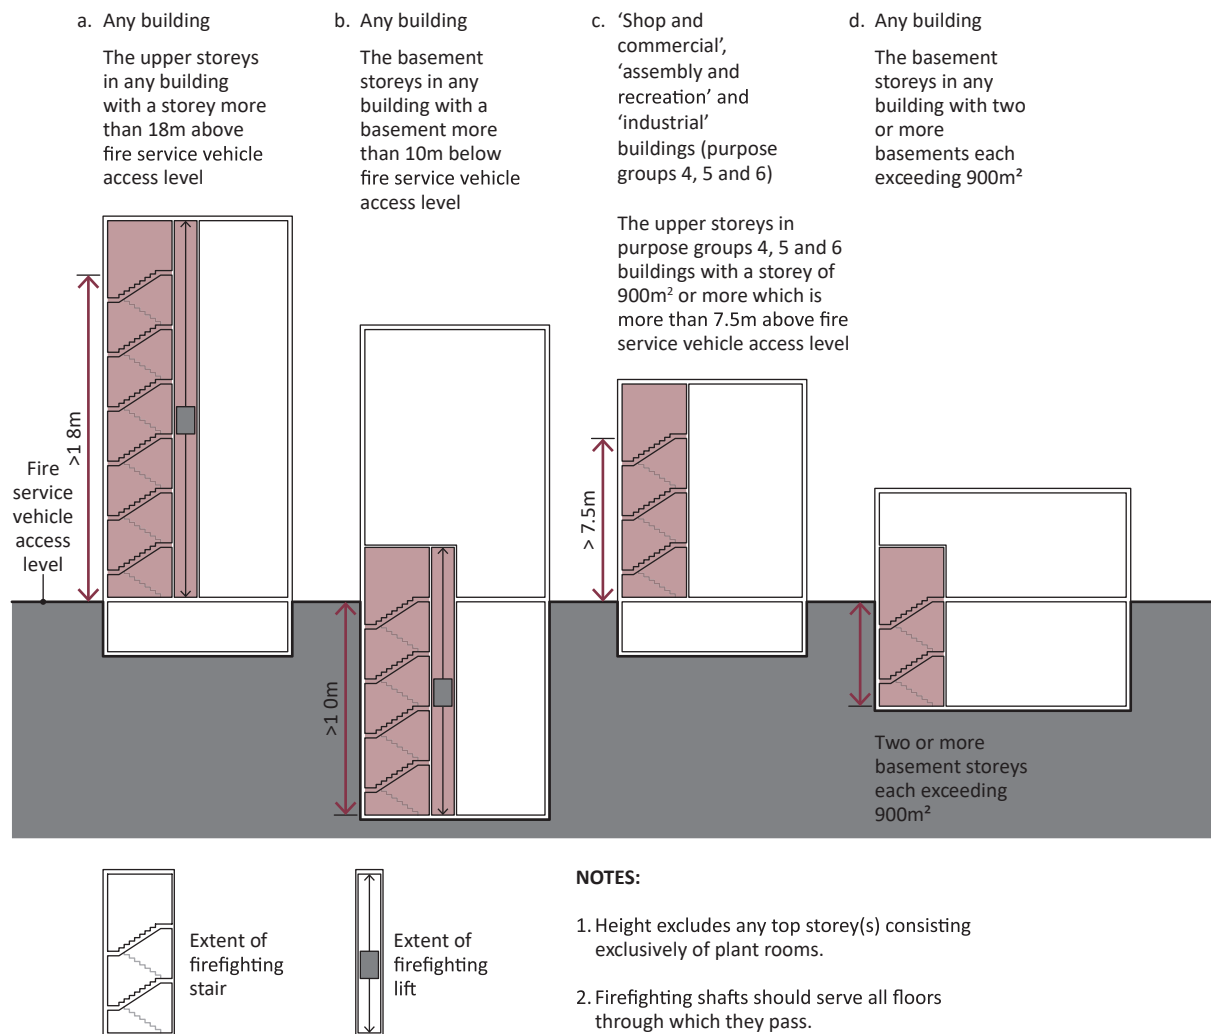 a. Any building
The upper storeys
in any building
with a storey more
than 18m above
fire service vehicle
access level
b. Any building
The basement
storeys in any
building with a
basement more
than 10m below
fire service vehicle
access level
c. ‘Shop and
commercial’,
‘assembly and
recreation’ and
‘industrial’
buildings (purpose
groups 4, 5 and 6)
The upper storeys in
purpose groups 4, 5 and 6
buildings with a storey of
900m² or more which is
more than 7.5m above fire
service vehicle access level
d. Any building
The basement
storeys in any
building with two
or more
basements each
exceeding 900m²
>1 8m
Fire
service
vehicle
access
level
>1 0m
> 7.5m
Two or more
basement storeys
each exceeding
900m²
Extent of
firefighting
stair
Extent of
firefighting
lift
NOTES:
1. Height excludes any top storey(s) consisting
exclusively of plant rooms.
2. Firefighting shafts should serve all floors
through which they pass.